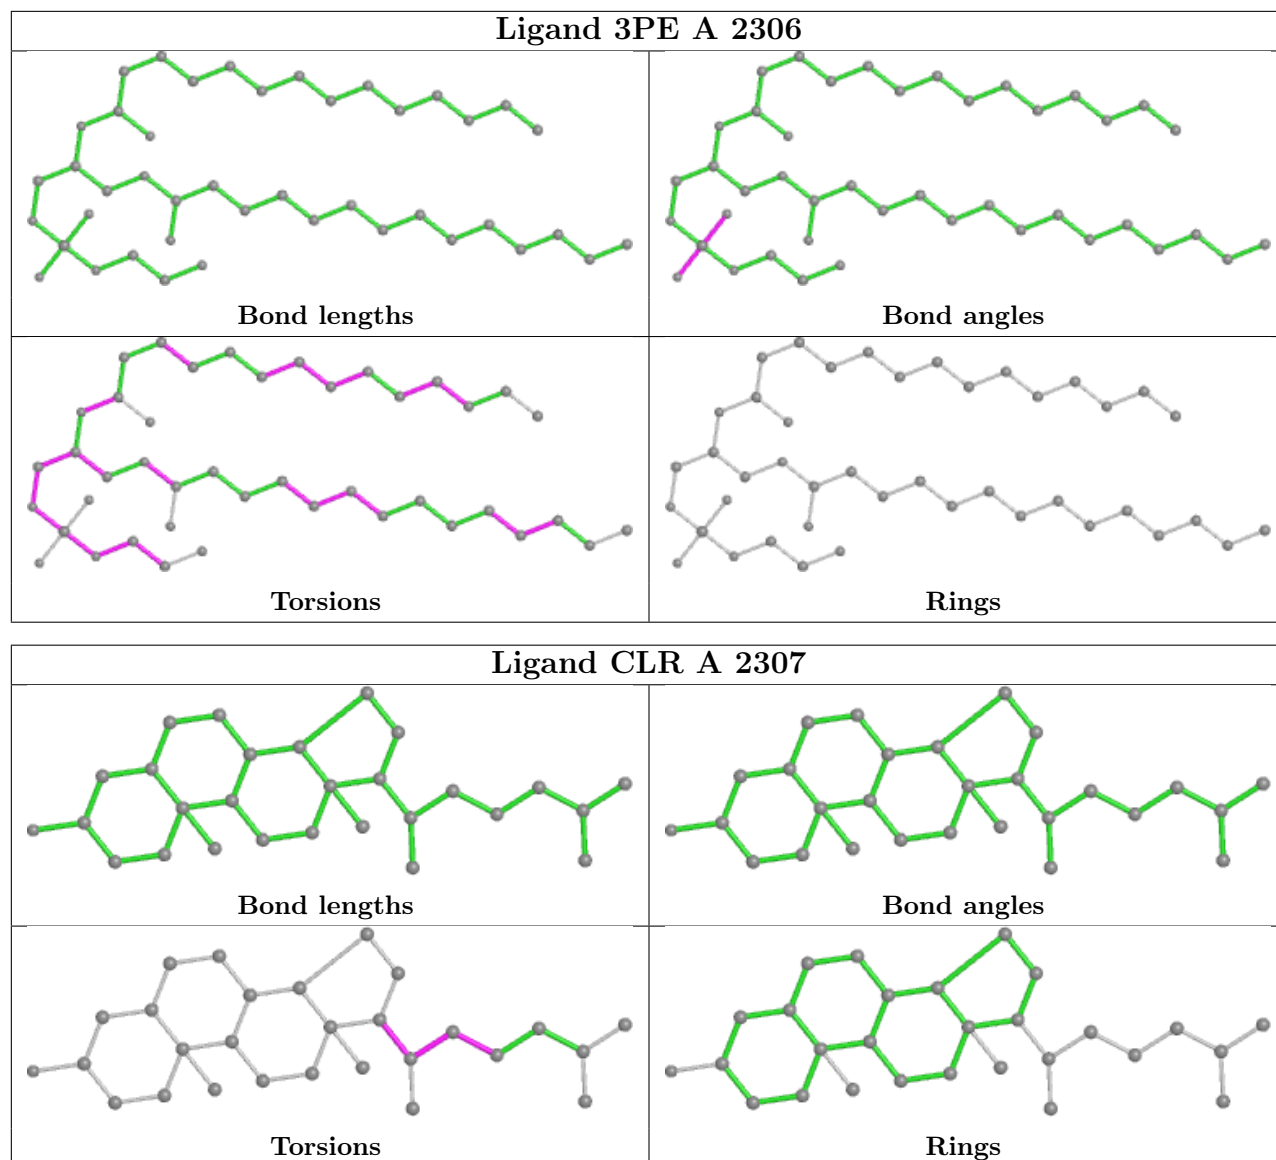 Ligand 3PE A 2306
Bond lengths
Bond angles
Torsions
Rings
Ligand CLR A 2307
Bond lengths
Bond angles
Torsions
Rings